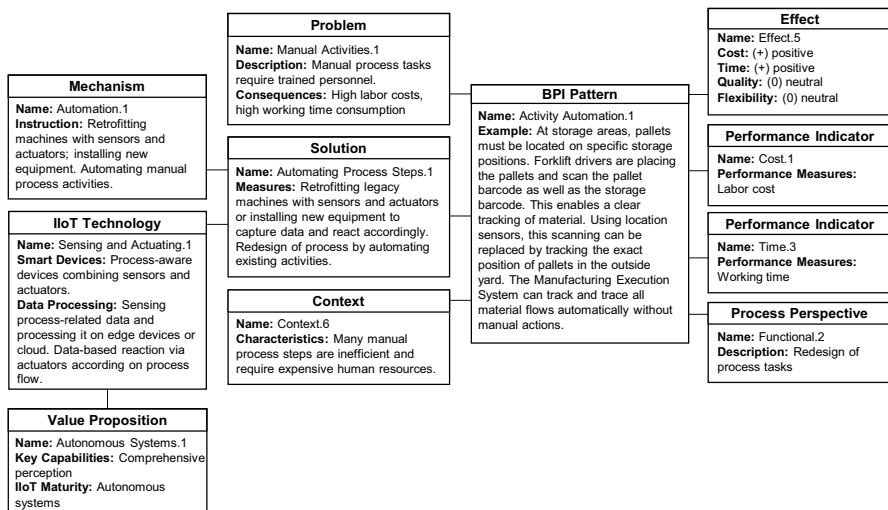 Mechanism
Name: Automation.1
Instruction: Retrofitting
machines with sensors and
actuators; installing new
equipment. Automating manual
process activities.
IIoT Technology
Name: Sensing and Actuating.1
Smart Devices: Process-aware
devices combining sensors and
actuators.
Data Processing: Sensing
process-related data and
processing it on edge devices or
cloud. Data-based reaction via
actuators according on process
flow.
Value Proposition
Name: Autonomous Systems.1
Key Capabilities: Comprehensive
perception
IIoT Maturity: Autonomous
systems
Problem
Name: Manual Activities.1
Description: Manual process tasks
require trained personnel.
Consequences: High labor costs,
high working time consumption
Solution
Name: Automating Process Steps.1
Measures: Retrofitting legacy
machines with sensors and actuators
or installing new equipment to
capture data and react accordingly.
Redesign of process by automating
existing activities.
Context
Name: Context.6
Characteristics: Many manual
process steps are inefficient and
require expensive human resources.
BPI Pattern
Name: Activity Automation.1
Example: At storage areas, pallets
must be located on specific storage
positions. Forklift drivers are placing
the pallets and scan the pallet
barcode as well as the storage
barcode. This enables a clear
tracking of material. Using location
sensors, this scanning can be
replaced by tracking the exact
position of pallets in the outside
yard. The Manufacturing Execution
System can track and trace all
material flows automatically without
manual actions.
Effect
Name: Effect.5
Cost: (+) positive
Time: (+) positive
Quality: (0) neutral
Flexibility: (0) neutral
Performance Indicator
Name: Cost.1
Performance Measures:
Labor cost
Performance Indicator
Name: Time.3
Performance Measures:
Working time
Process Perspective
Name: Functional.2
Description: Redesign of
process tasks